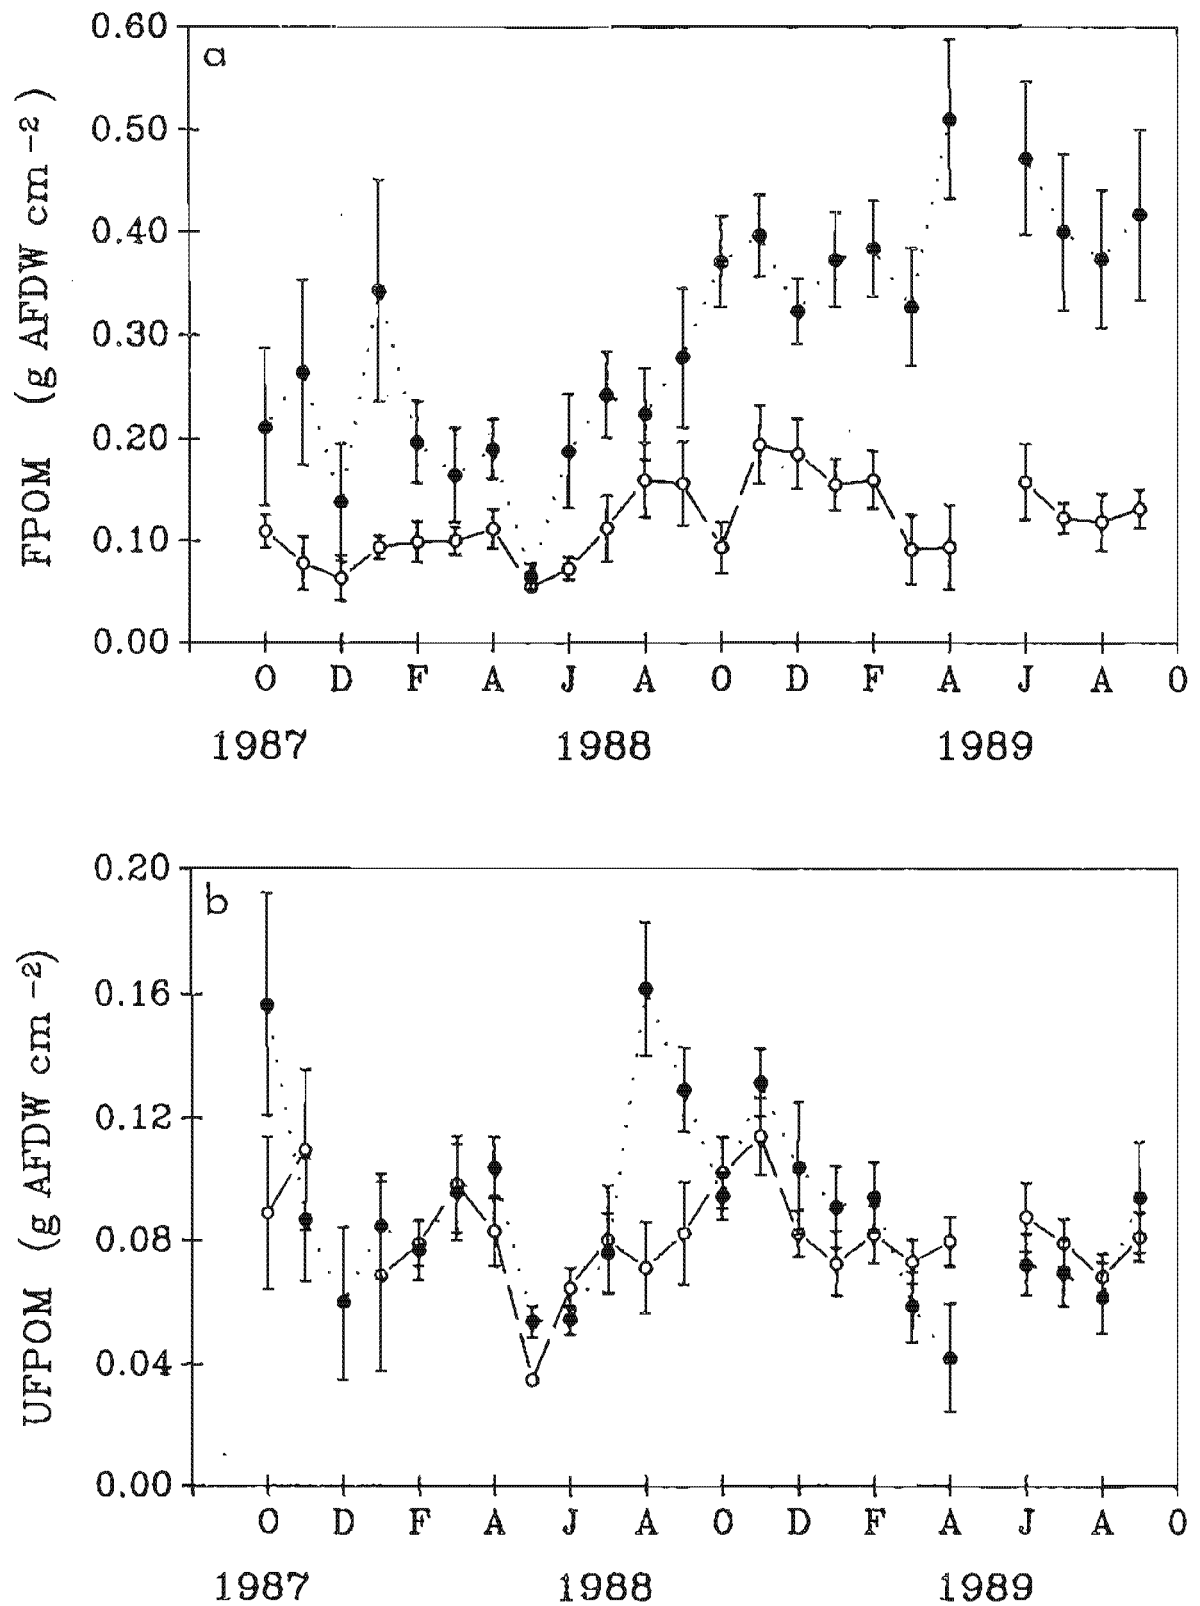 a
FPOM (g AFDW cm⁻²)
0.60
0.50
0.40
0.30
0.20
0.10
0.00
O D F A J A O D F A J A O
1987 1988 1989
b
UFPOM (g AFDW cm⁻²)
0.20
0.16
0.12
0.08
0.04
0.00
O D F A J A O D F A J A O
1987 1988 1989